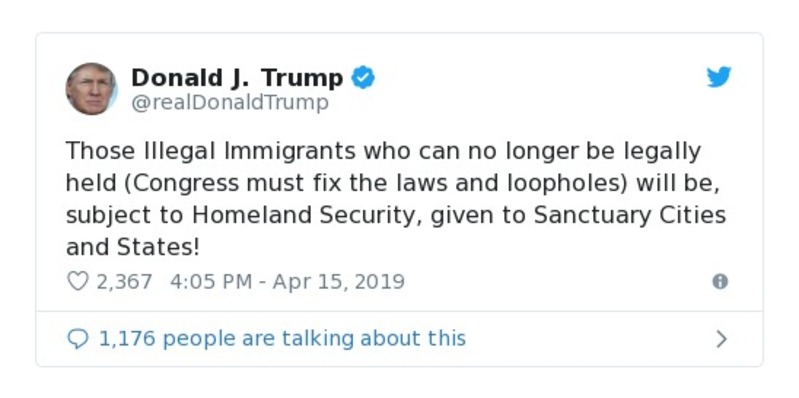 Donald J. Trump
@realDonaldTrump
Those Illegal Immigrants who can no longer be legally
held (Congress must fix the laws and loopholes) will be,
subject to Homeland Security, given to Sanctuary Cities
and States!
2,367 4:05 PM - Apr 15, 2019
1,176 people are talking about this